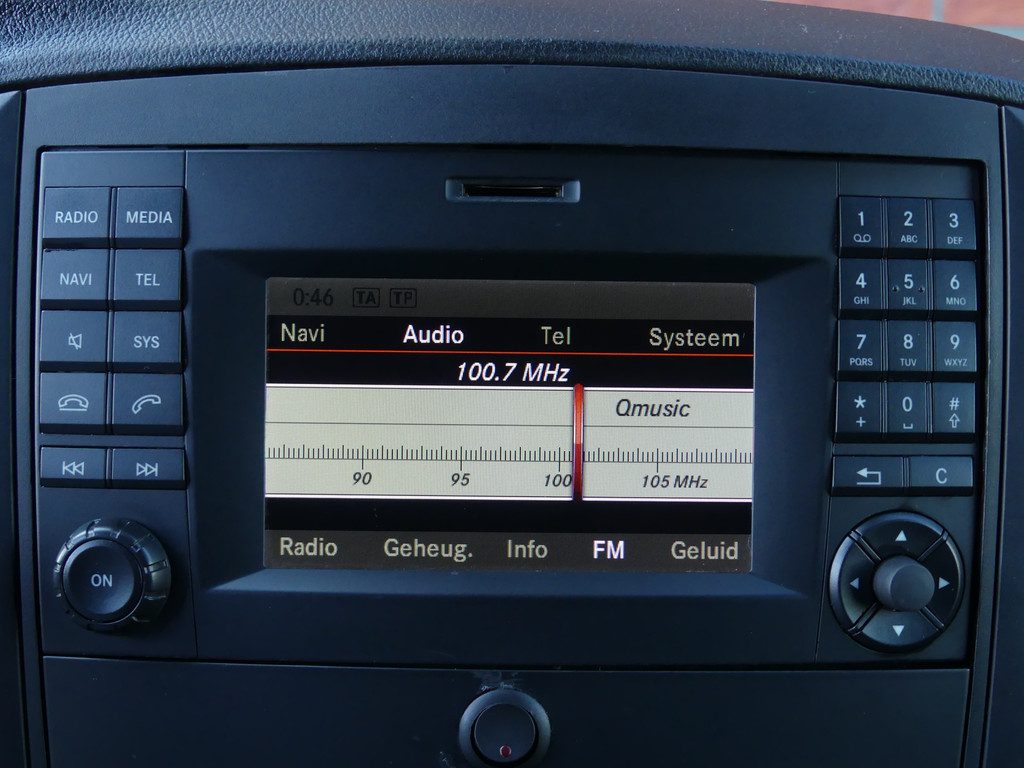 RADIO MEDIA
NAVI TEL
SYS
ON
0:46 TA TP
Navi Audio Tel Systeem
100.7 MHz
Qmusic
90 95 100 105 MHz
Radio Geheug. Info FM Geluid
1 2 3
ABC DEF
4 5 6
GHI JKL MNO
7 8 9
PQRS TUV WXYZ
* 0 #
+
C